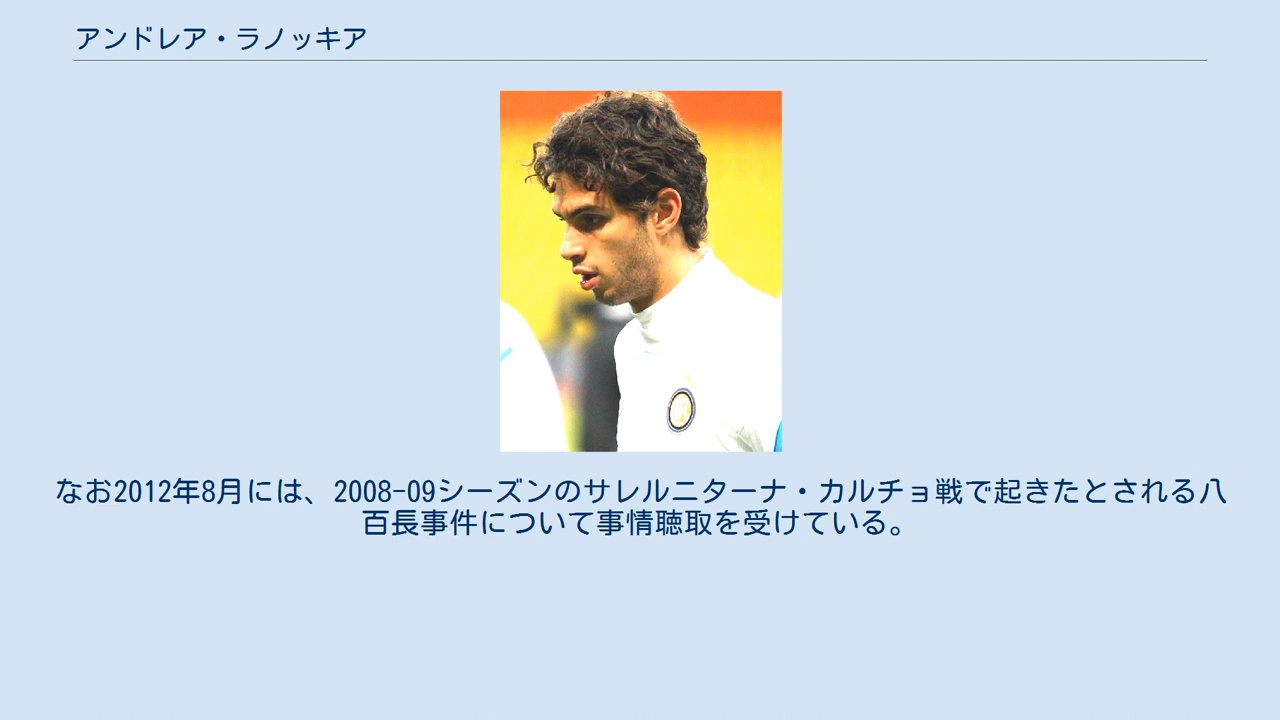 アンドレア・ラノッキア
なお2012年8月には、2008-09シーズンのサレルニターナ・カルチョ戦で起きたとされる八
百長事件について事情聴取を受けている。